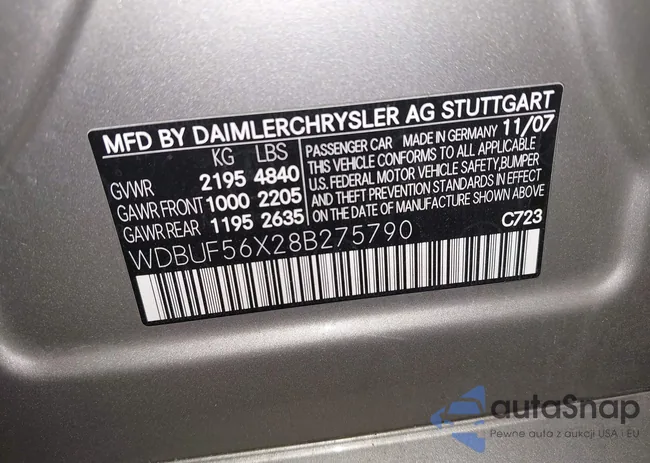 MFD BY DAIMLERCHRYSLER AG STUTTGART
KG LBS
GVWR 2195 4840
GAWR FRONT 1000 2205
GAWR REAR 1195 2635
PASSENGER CAR MADE IN GERMANY 11/07
THIS VEHICLE CONFORMS TO ALL APPLICABLE
U.S. FEDERAL MOTOR VEHICLE SAFETY, BUMPER
AND THEFT PREVENTION STANDARDS IN EFFECT
ON THE DATE OF MANUFACTURE SHOWN ABOVE
WDBUF56X28B275790
C723
autaSnap
Pewne auta z aukcji USA i EU